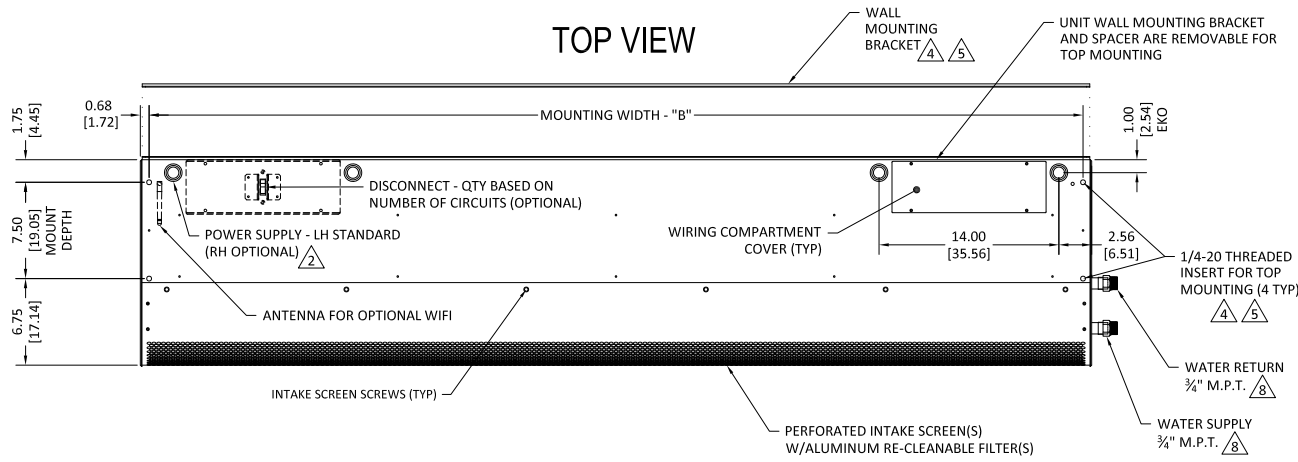 TOP VIEW
WALL
MOUNTING
BRACKET 4 5
UNIT WALL MOUNTING BRACKET
AND SPACER ARE REMOVABLE FOR
TOP MOUNTING
1.75
[4.45]
0.68
[1.72]
MOUNTING WIDTH - "B"
1.00
[2.54]
EKO
DISCONNECT - QTY BASED ON
NUMBER OF CIRCUITS (OPTIONAL)
7.50
[19.05]
MOUNT
DEPTH
POWER SUPPLY - LH STANDARD
(RH OPTIONAL) 2
WIRING COMPARTMENT
COVER (TYP)
14.00
[35.56]
2.56
[6.51]
1/4-20 THREADED
INSERT FOR TOP
MOUNTING (4 TYP)
4 5
6.75
[17.14]
ANTENNA FOR OPTIONAL WIFI
INTAKE SCREEN SCREWS (TYP)
WATER RETURN
¾" M.P.T. 8
PERFORATED INTAKE SCREEN(S)
W/ALUMINUM RE-CLEANABLE FILTER(S)
WATER SUPPLY
¾" M.P.T. 8